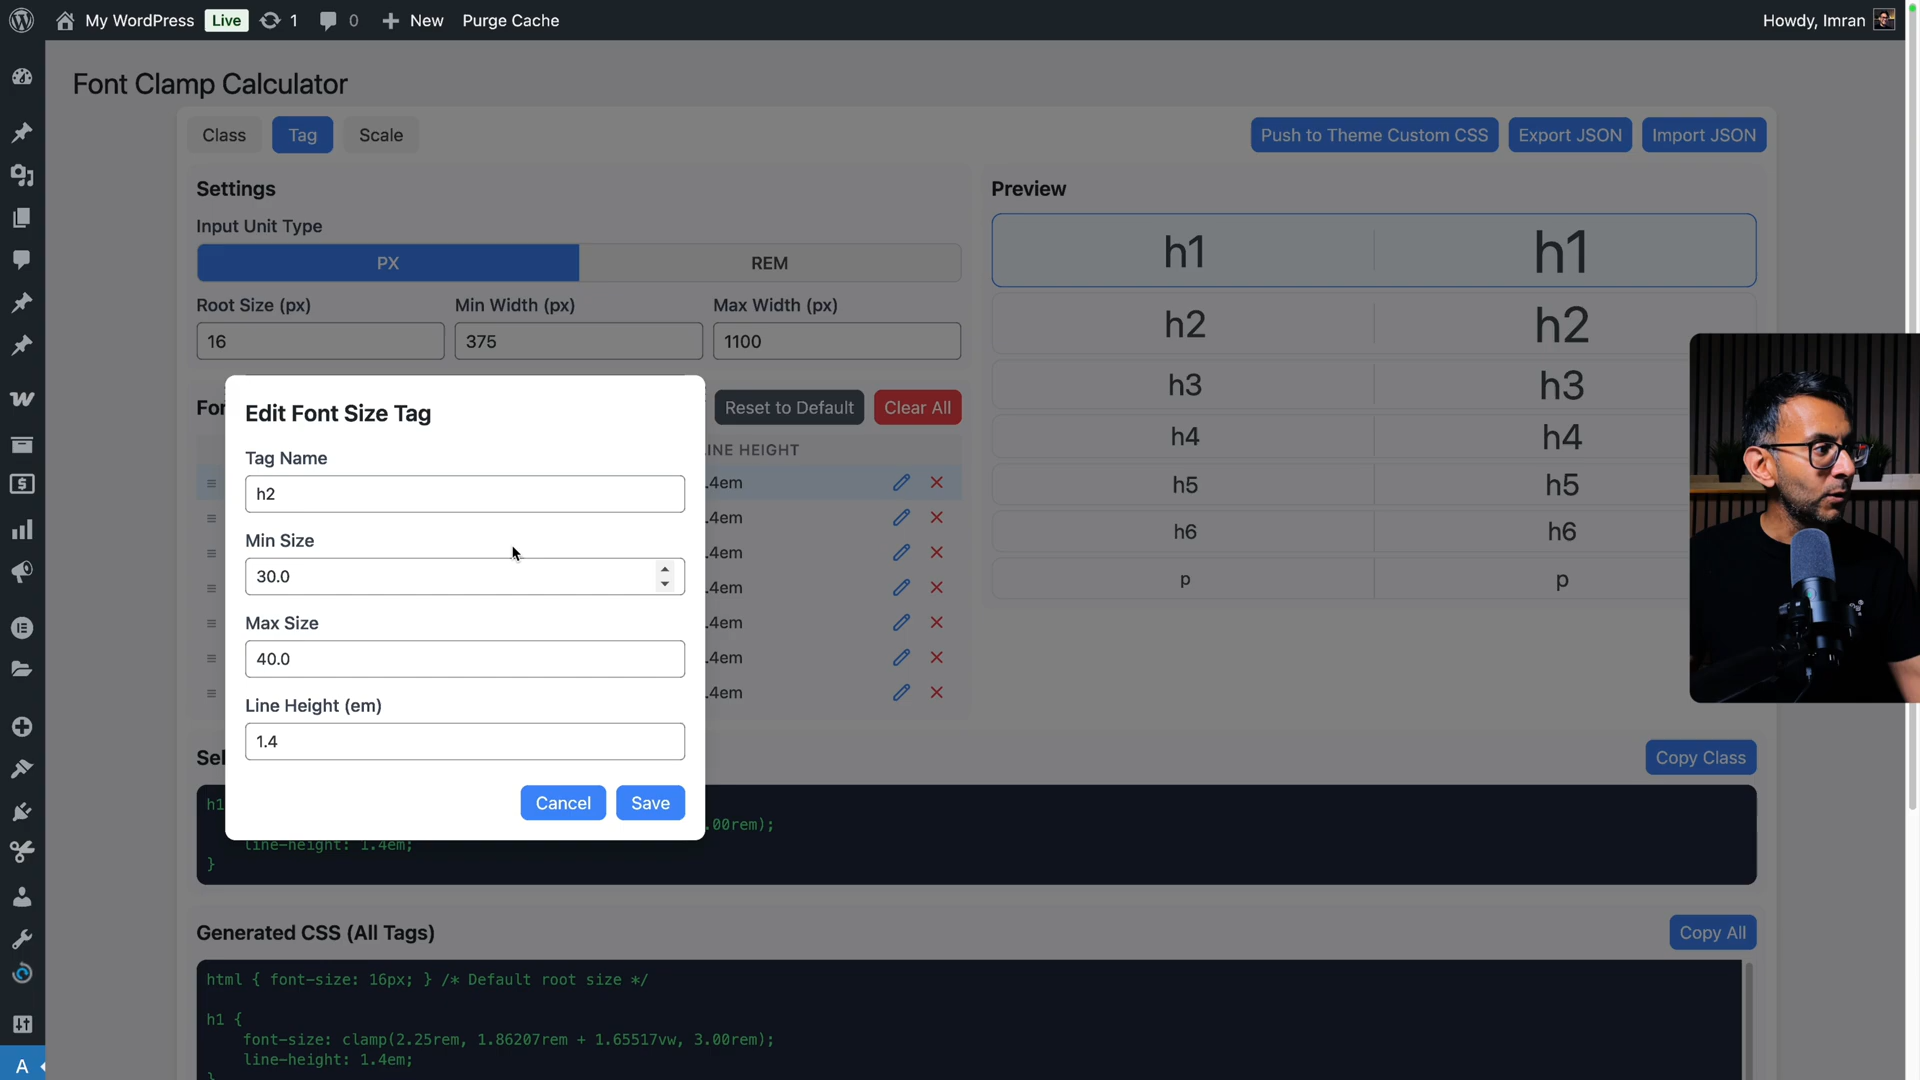 My WordPress Live 1 0 New Purge Cache Howdy, Imran
Font Clamp Calculator
Class Tag Scale Push to Theme Custom CSS Export JSON Import JSON
Settings
Input Unit Type
PX REM
Root Size (px) Min Width (px) Max Width (px)
16 375 1100
Preview
h1 h1
h2 h2
h3 h3
h4 h4
h5 h5
h6 h6
p p
For Reset to Default Clear All
INE HEIGHT
.4em
.4em
.4em
.4em
.4em
.4em
.4em
Edit Font Size Tag
Tag Name
h2
Min Size
30.0
Max Size
40.0
Line Height (em)
1.4
Cancel Save
Sel Copy Class
h1
.00rem);
line-height: 1.4em;
}
Generated CSS (All Tags) Copy All
html { font-size: 16px; } /* Default root size */
h1 {
font-size: clamp(2.25rem, 1.86207rem + 1.65517vw, 3.00rem);
line-height: 1.4em;
}
A